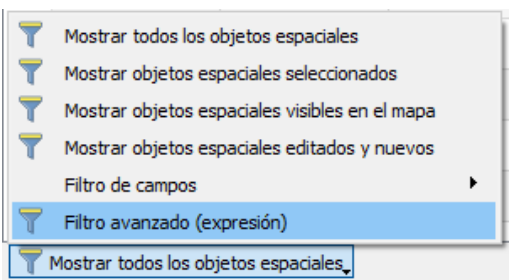 Mostrar todos los objetos espaciales
Mostrar objetos espaciales seleccionados
Mostrar objetos espaciales visibles en el mapa
Mostrar objetos espaciales editados y nuevos
Filtro de campos
Filtro avanzado (expresión)
Mostrar todos los objetos espaciales